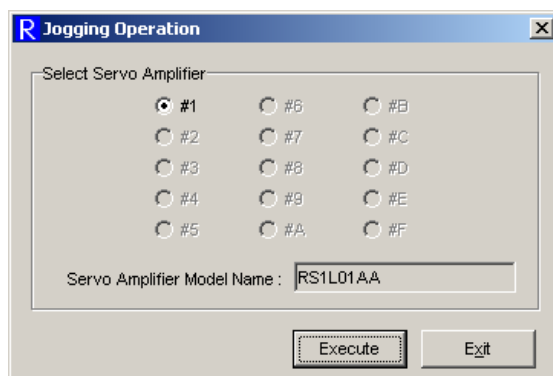 R Jogging Operation
Select Servo Amplifier
#1 #6 #B
#2 #7 #C
#3 #8 #D
#4 #9 #E
#5 #A #F
Servo Amplifier Model Name : RS1L01AA
Execute Exit